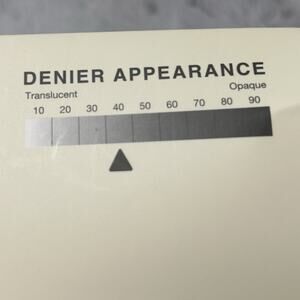 DENIER APPEARANCE
Translucent Opaque
10 20 30 40 50 60 70 80 90